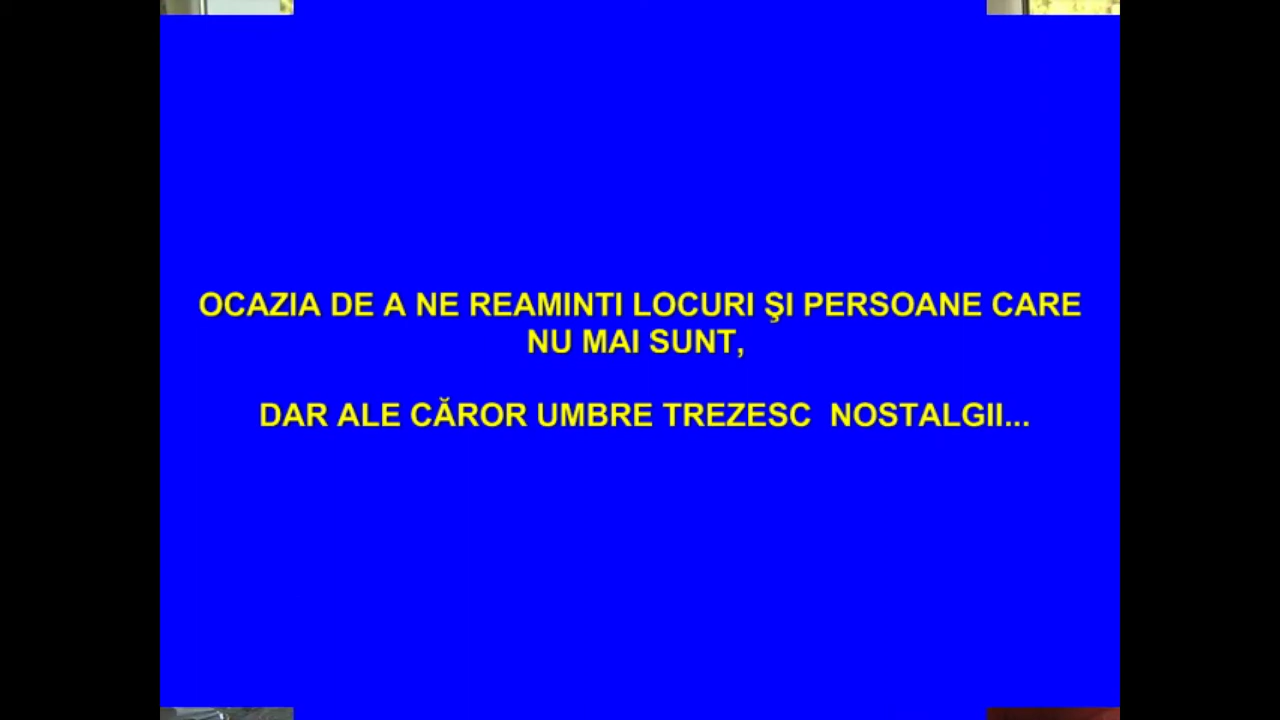 OCAZIA DE A NE REAMINTI LOCURI ŞI PERSOANE CARE
NU MAI SUNT,
DAR ALE CĂROR UMBRE TREZESC  NOSTALGII...